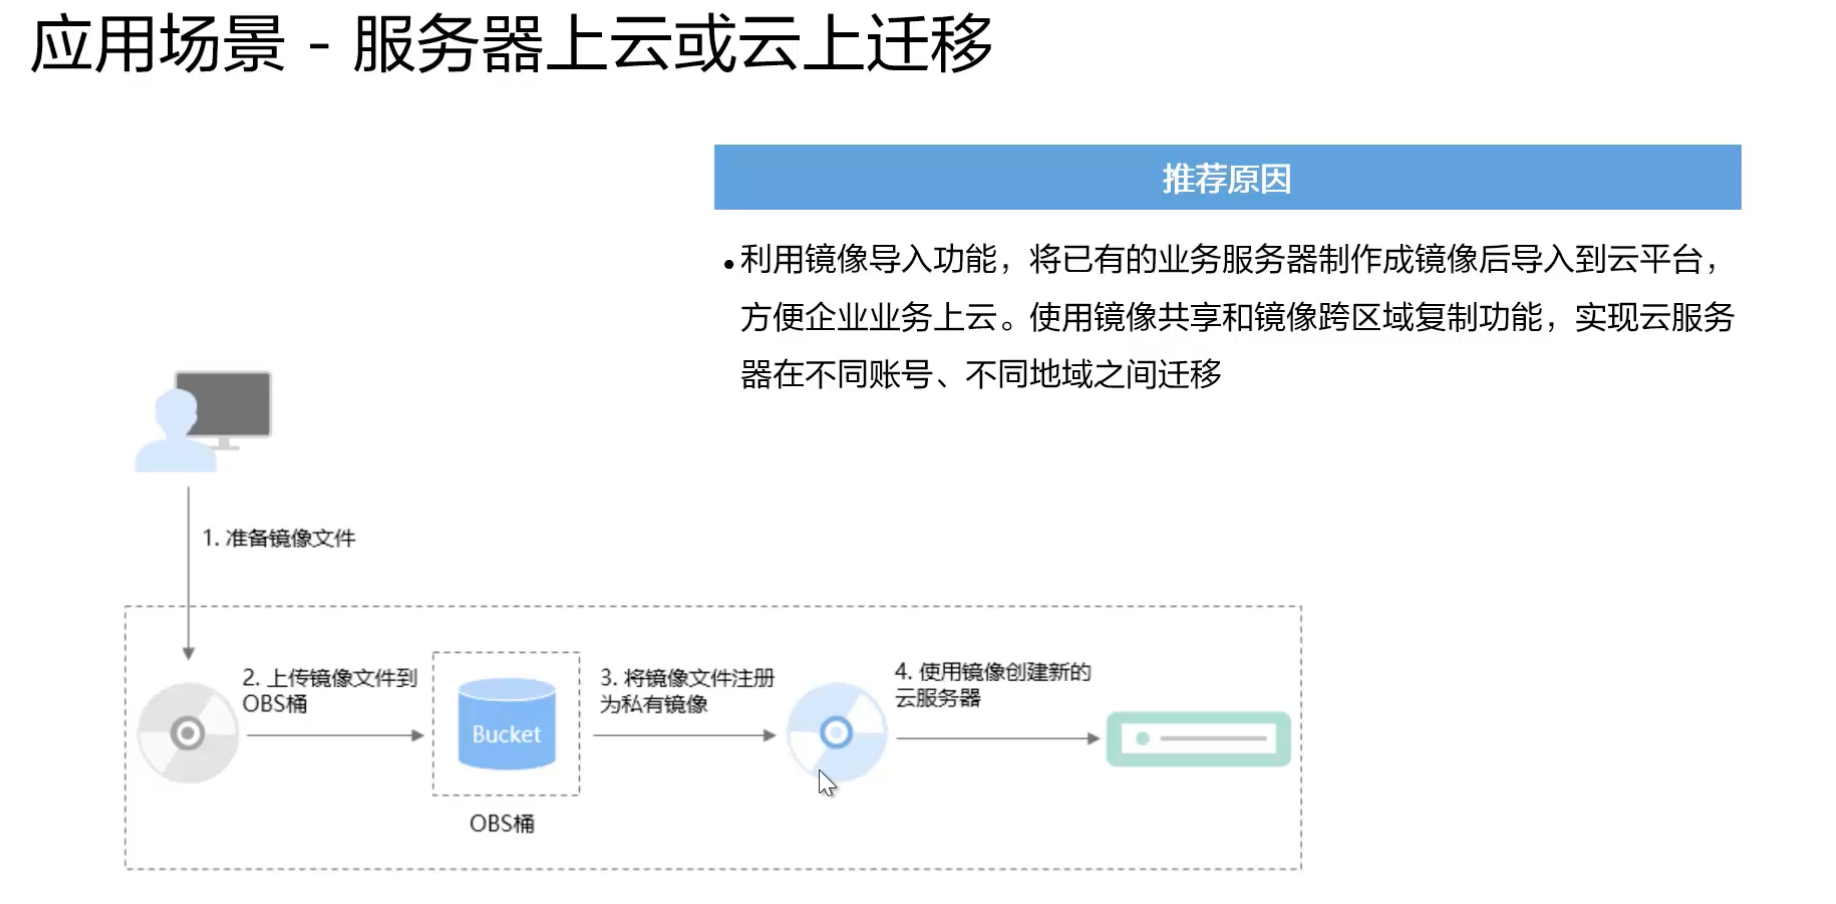 应用场景 - 服务器上云或云上迁移
推荐原因
•利用镜像导入功能，将已有的业务服务器制作成镜像后导入到云平台，
方便企业业务上云。使用镜像共享和镜像跨区域复制功能，实现云服务
器在不同账号、不同地域之间迁移
1. 准备镜像文件
2. 上传镜像文件到
OBS桶
Bucket
OBS桶
3. 将镜像文件注册
为私有镜像
4. 使用镜像创建新的
云服务器